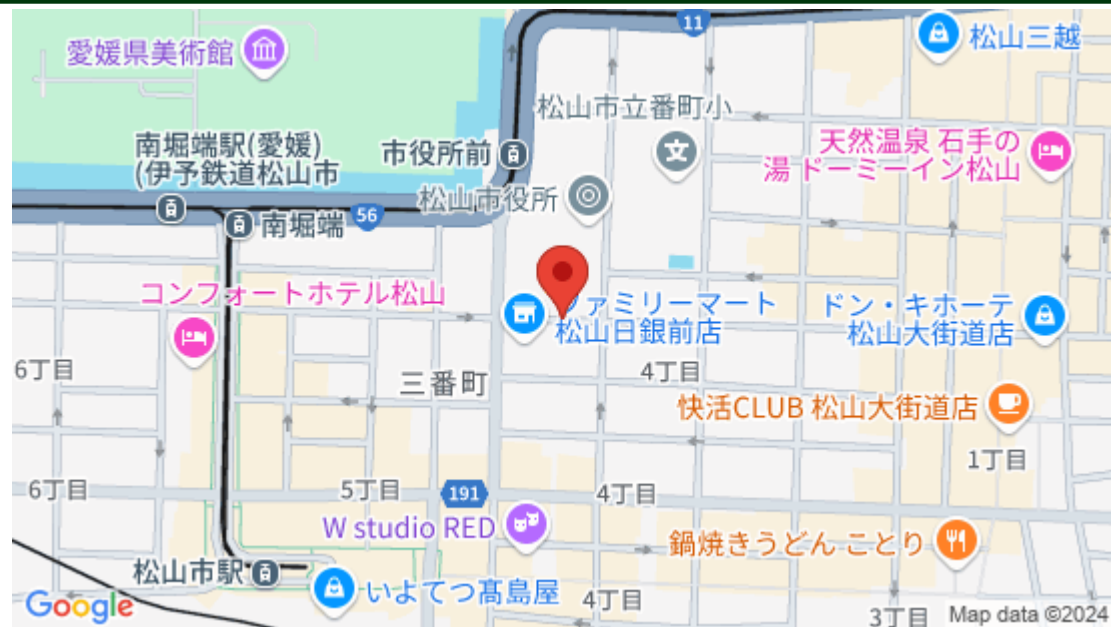 11
愛媛県美術館
松山三越
松山市立番町小
南堀端駅(愛媛)
(伊予鉄道松山市
市役所前
天然温泉 石手の
湯 ドーミーイン松山
松山市役所
南堀端
56
コンフォートホテル松山
ファミリーマート
松山日銀前店
ドン・キホーテ
松山大街道店
6丁目
三番町
4丁目
快活CLUB 松山大街道店
1丁目
6丁目
5丁目
191
4丁目
W studio RED
鍋焼きうどん ことり
松山市駅
いよてつ髙島屋
4丁目
3丁目
Google
Map data ©2024